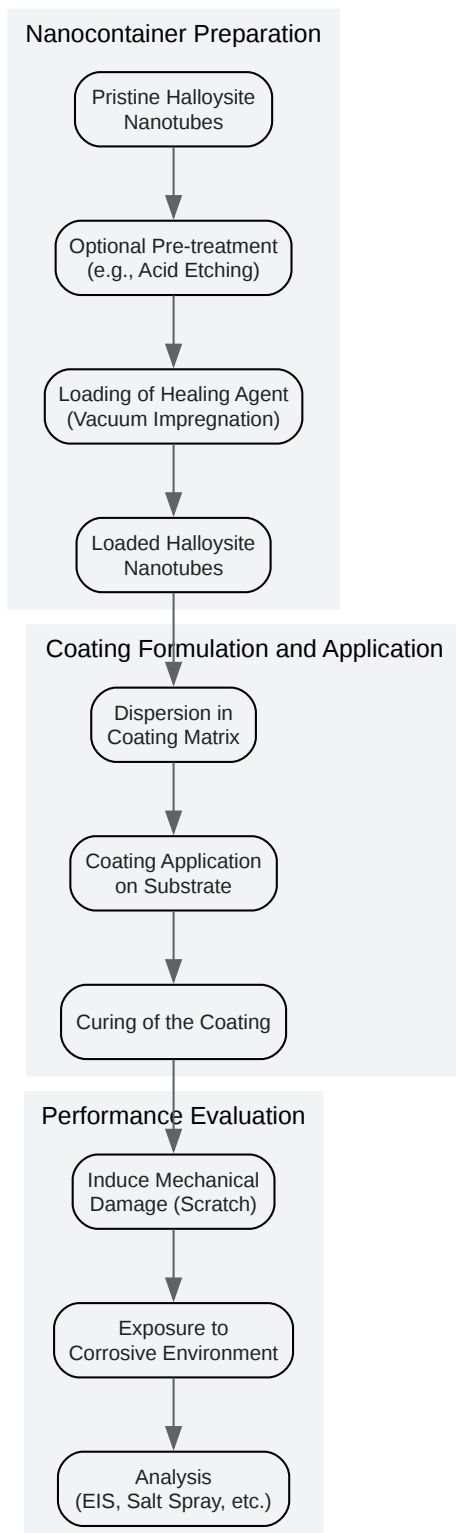 Nanocontainer Preparation
Pristine Halloysite
Nanotubes
Optional Pre-treatment
(e.g., Acid Etching)
Loading of Healing Agent
(Vacuum Impregnation)
Loaded Halloysite
Nanotubes
Coating Formulation and Application
Dispersion in
Coating Matrix
Coating Application
on Substrate
Curing of the Coating
Performance Evaluation
Induce Mechanical
Damage (Scratch)
Exposure to
Corrosive Environment
Analysis
(EIS, Salt Spray, etc.)